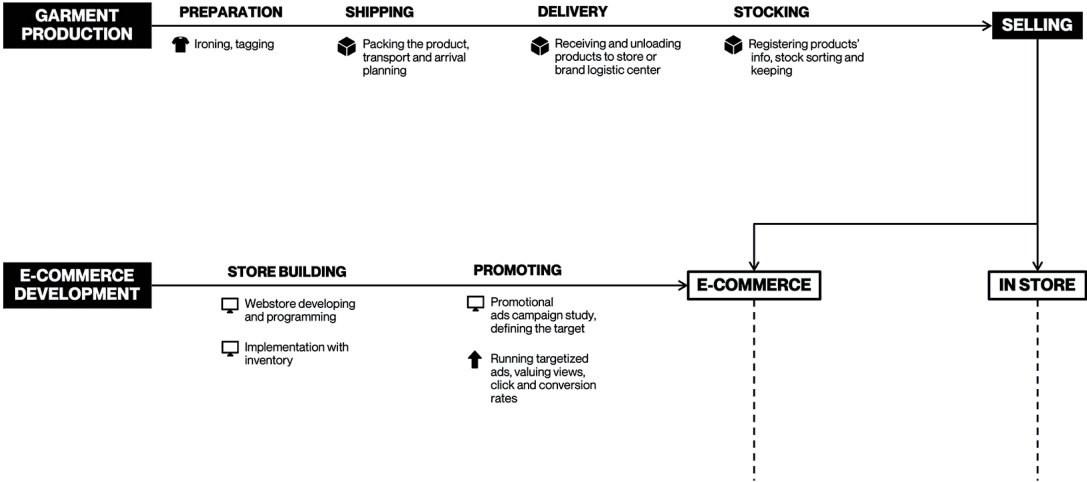 GARMENT
PRODUCTION
PREPARATION
Ironing, tagging
SHIPPING
Packing the product,
transport and arrival
planning
DELIVERY
Receiving and unloading
products to store or
brand logistic center
STOCKING
Registering products'
info, stock sorting and
keeping
SELLING
E-COMMERCE
DEVELOPMENT
STORE BUILDING
Webstore developing
and programming
Implementation with
inventory
PROMOTING
Promotional
ads campaign study,
defining the target
Running targetized
ads, valuing views,
click and conversion
rates
E-COMMERCE
IN STORE